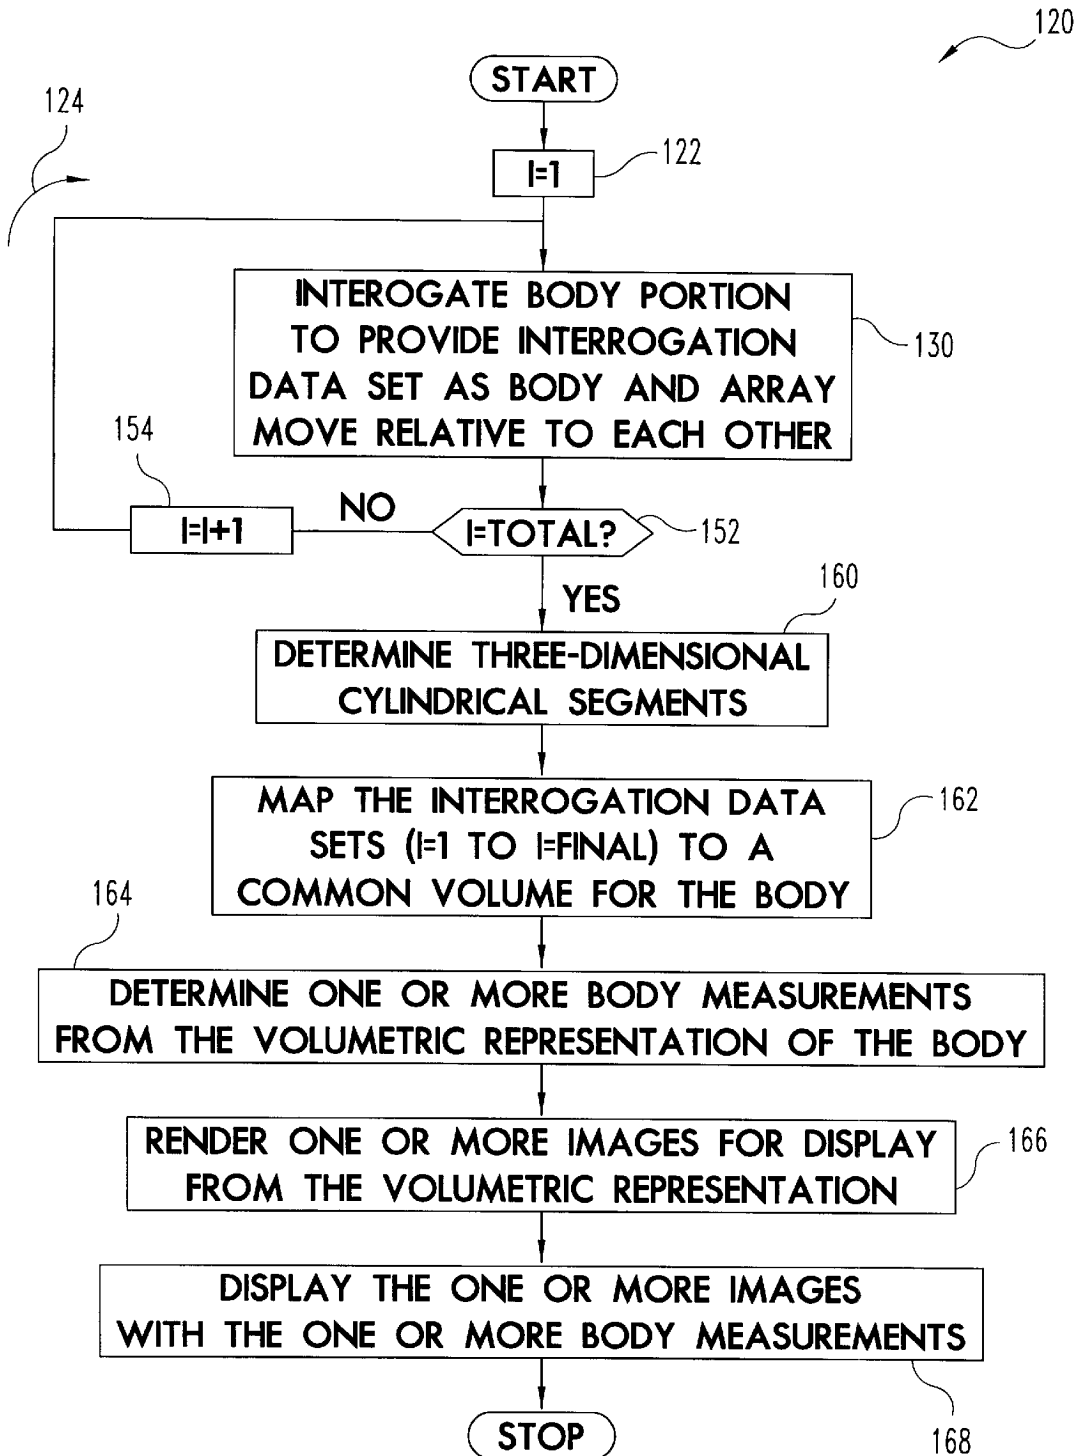 120
START
124
122
I=1
INTEROGATE BODY PORTION
TO PROVIDE INTERROGATION
DATA SET AS BODY AND ARRAY
MOVE RELATIVE TO EACH OTHER
130
154
I=I+1
NO
I=TOTAL?
152
YES
160
DETERMINE THREE-DIMENSIONAL
CYLINDRICAL SEGMENTS
MAP THE INTERROGATION DATA
SETS (I=1 TO I=FINAL) TO A
COMMON VOLUME FOR THE BODY
162
164
DETERMINE ONE OR MORE BODY MEASUREMENTS
FROM THE VOLUMETRIC REPRESENTATION OF THE BODY
RENDER ONE OR MORE IMAGES FOR DISPLAY
FROM THE VOLUMETRIC REPRESENTATION
166
DISPLAY THE ONE OR MORE IMAGES
WITH THE ONE OR MORE BODY MEASUREMENTS
168
STOP